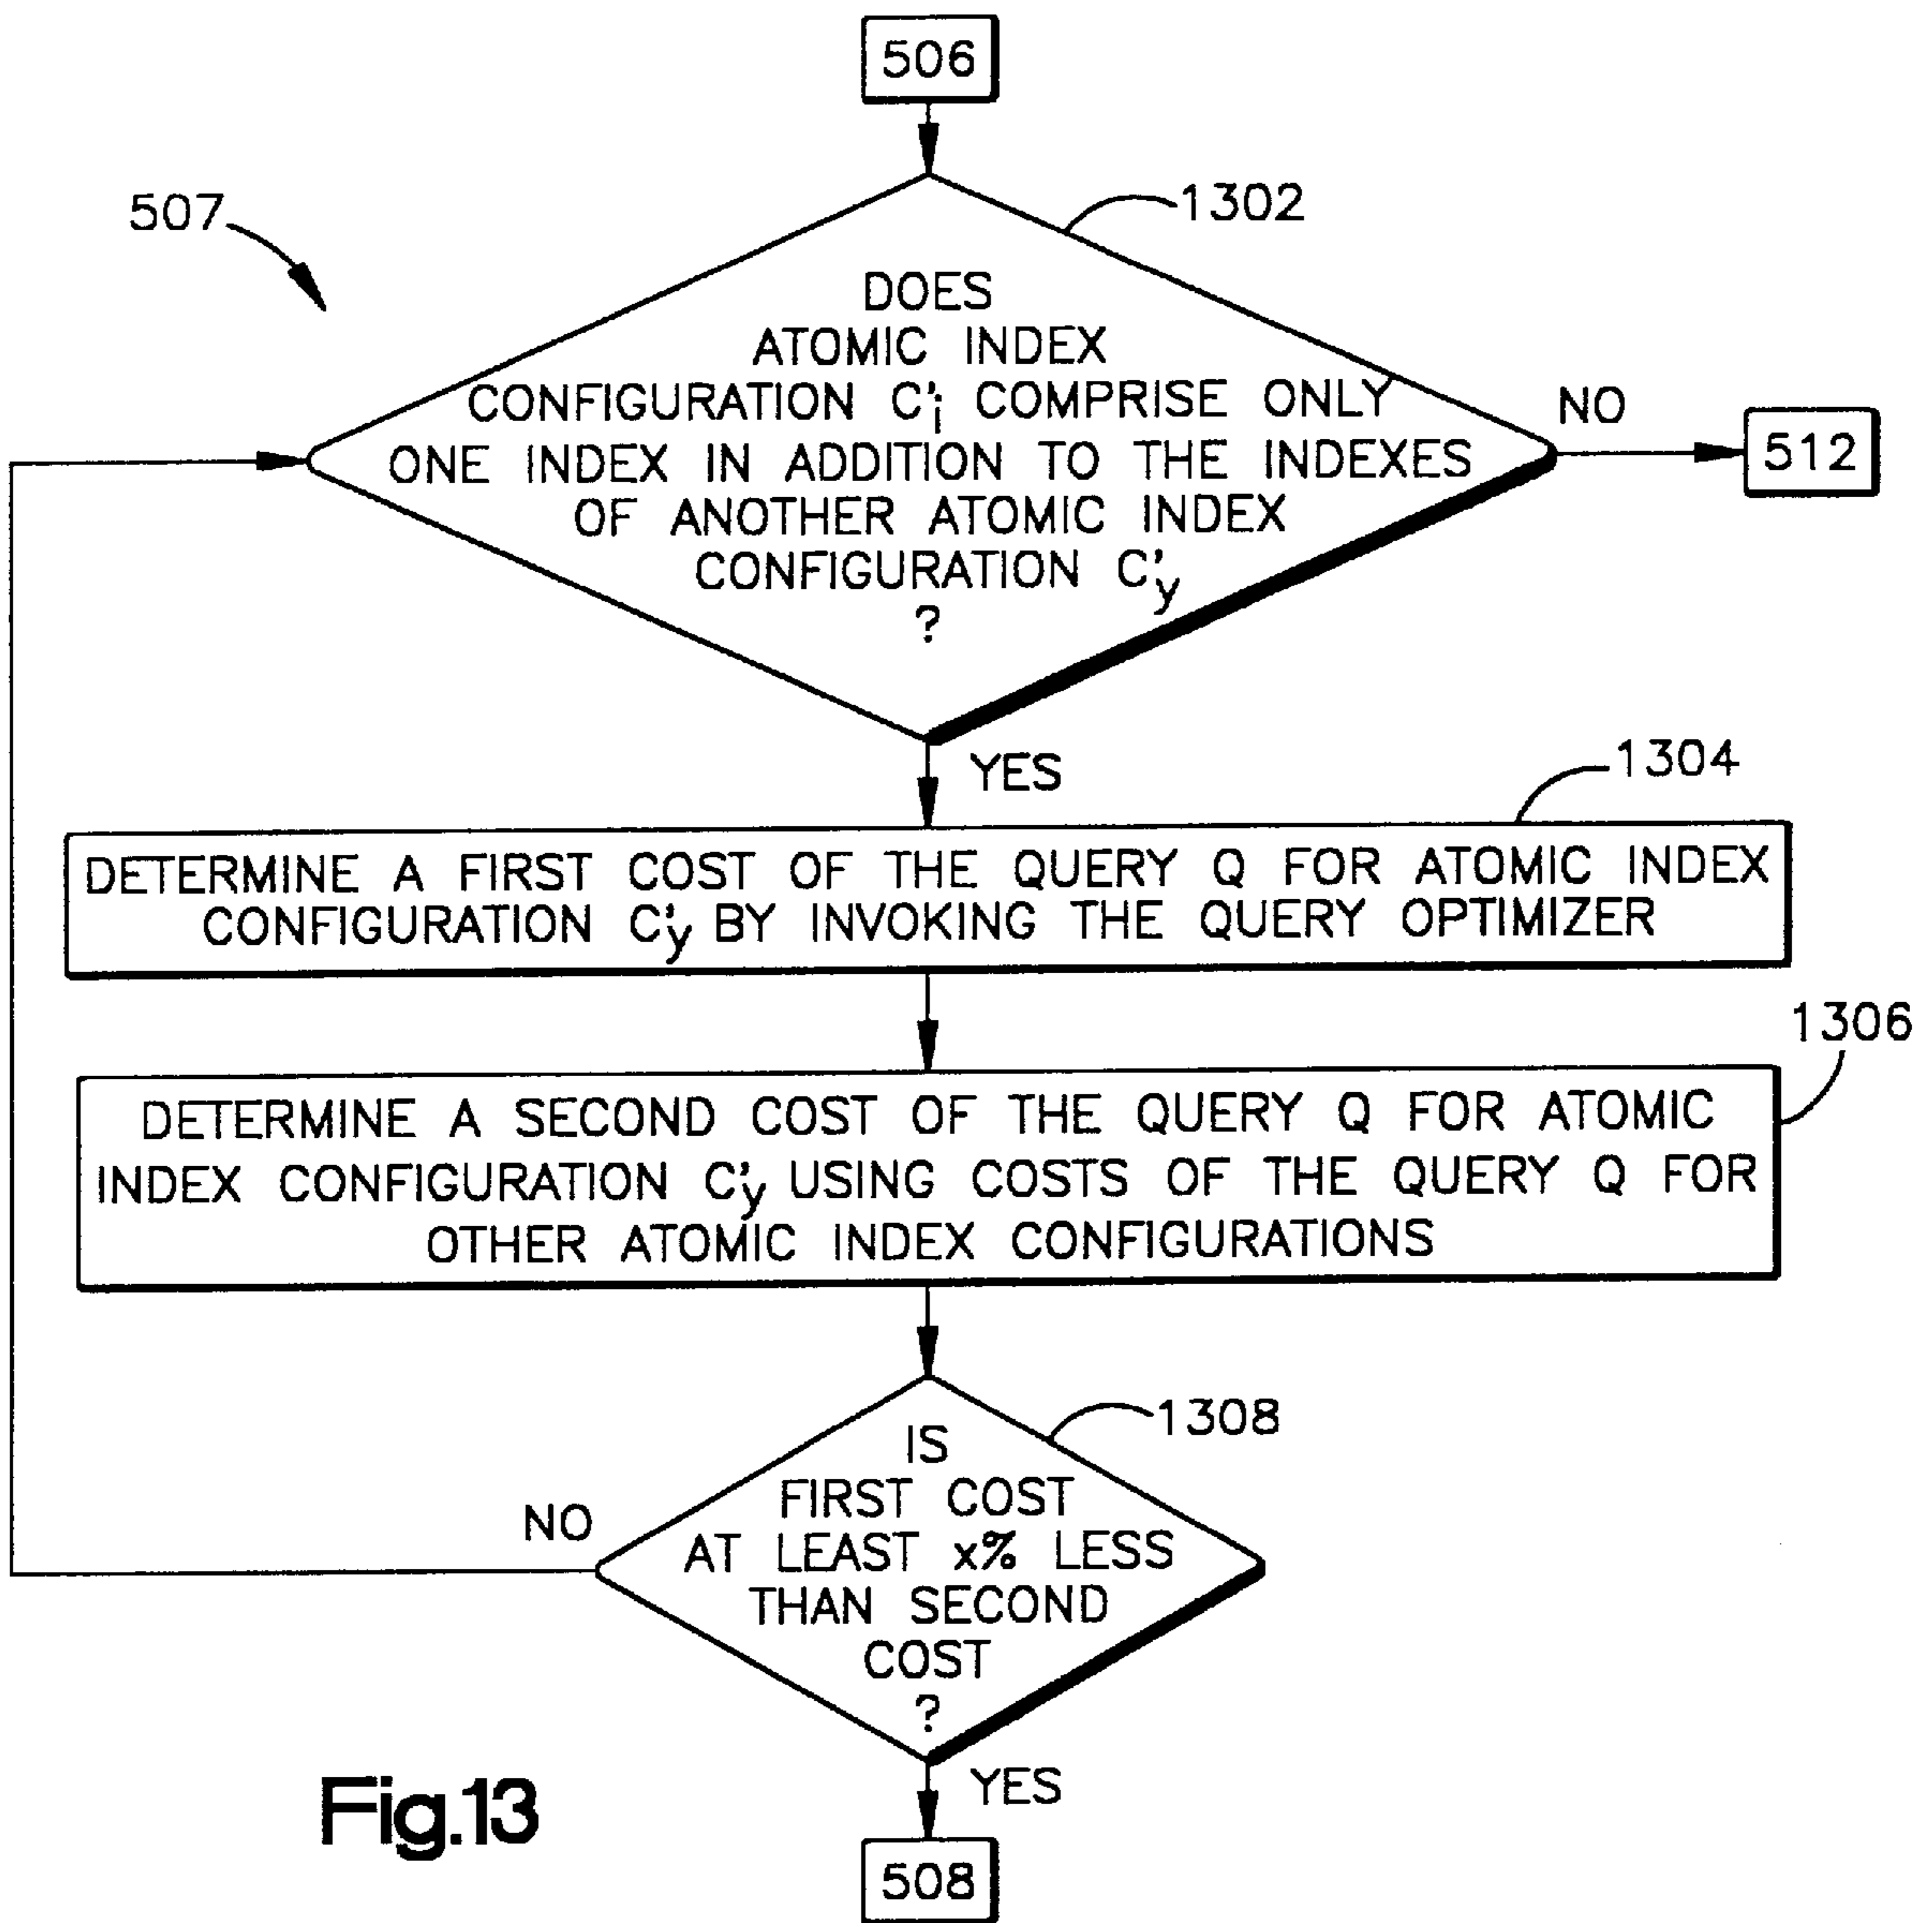 506
507
1302
DOES
ATOMIC INDEX
CONFIGURATION C'i COMPRISE ONLY
ONE INDEX IN ADDITION TO THE INDEXES
OF ANOTHER ATOMIC INDEX
CONFIGURATION C'y
?
NO
512
YES
1304
DETERMINE A FIRST COST OF THE QUERY Q FOR ATOMIC INDEX
CONFIGURATION C'y BY INVOKING THE QUERY OPTIMIZER
1306
DETERMINE A SECOND COST OF THE QUERY Q FOR ATOMIC
INDEX CONFIGURATION C'y USING COSTS OF THE QUERY Q FOR
OTHER ATOMIC INDEX CONFIGURATIONS
1308
IS
FIRST COST
AT LEAST x% LESS
THAN SECOND
COST
?
NO
YES
508
Fig.13